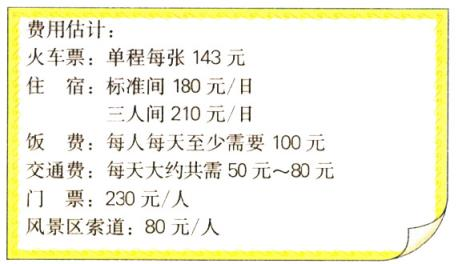 费用估计：
火车票：单程每张 143 元
住　宿：标准间 180 元/日
三人间 210 元/日
饭　费：每人每天至少需要 100 元
交通费：每天大约共需 50 元～80 元
门　票：230 元/人
风景区索道：80 元/人